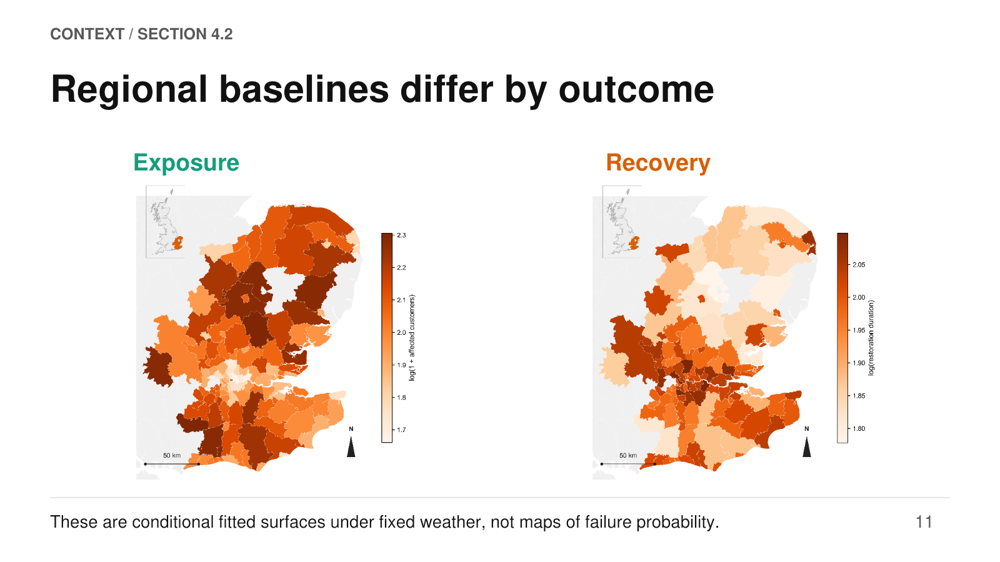 CONTEXT / SECTION 4.2
Regional baselines differ by outcome
Exposure
2.3
2.2
2.1
2.0
1.9
1.8
1.7
log(1 + affected customers)
N
50 km
Recovery
2.05
2.00
1.95
1.90
1.85
1.80
log(restoration duration)
N
50 km
These are conditional fitted surfaces under fixed weather, not maps of failure probability.
11